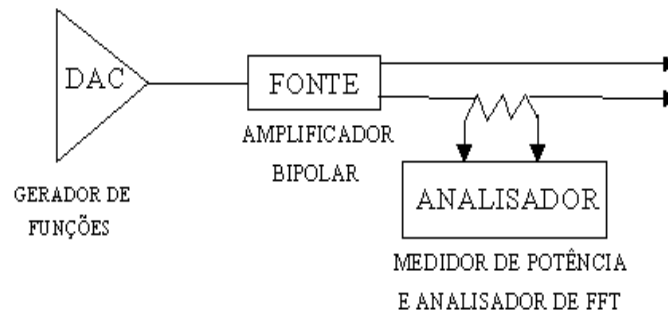 DAC
FONTE
AMPLIFICADOR
BIPOLAR
GERADOR DE
FUNÇÕES
ANALISADOR
MEDIDOR DE POTÊNCIA
E ANALISADOR DE FFT